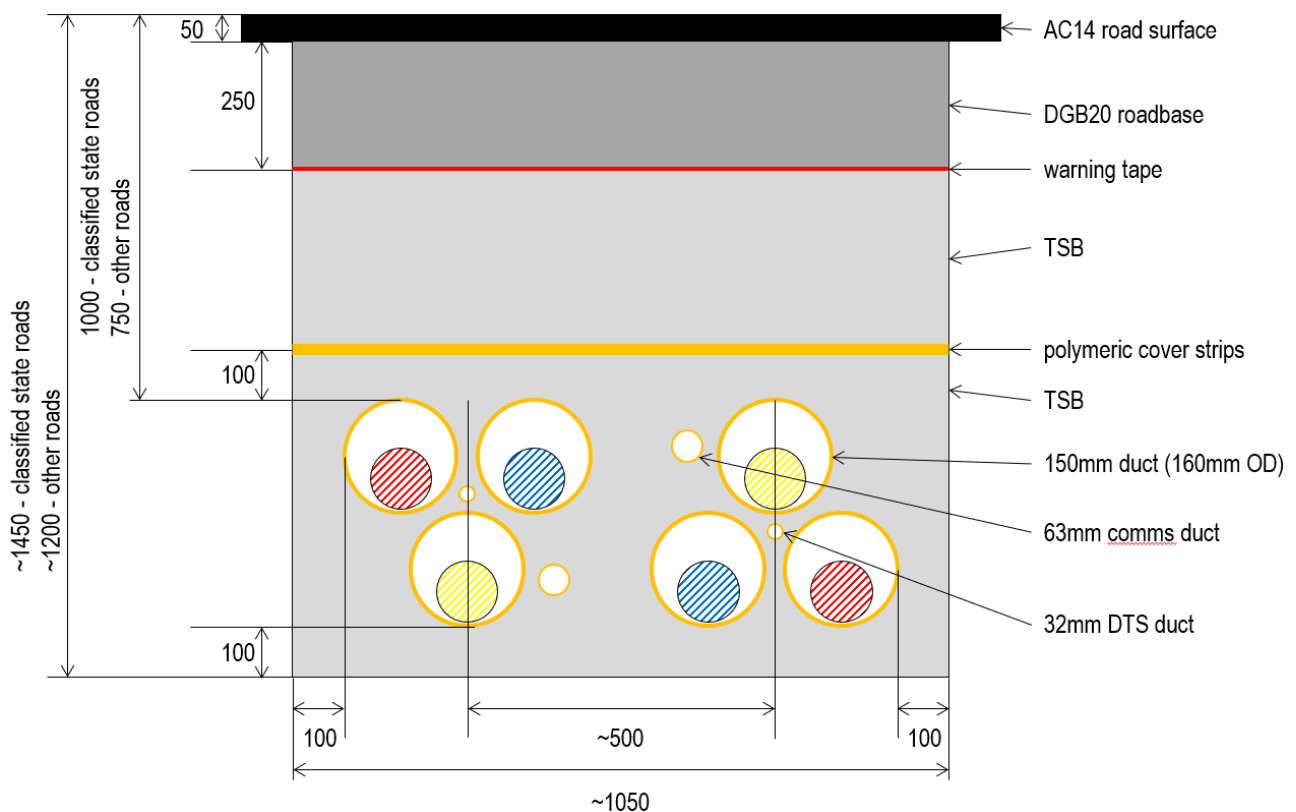 50
AC14 road surface
250
DGB20 roadbase
warning tape
1000 - classified state roads
750 - other roads
TSB
~1450 - classified state roads
~1200 - other roads
polymeric cover strips
100
TSB
150mm duct (160mm OD)
63mm comms duct
32mm DTS duct
100
100
~500
100
~1050